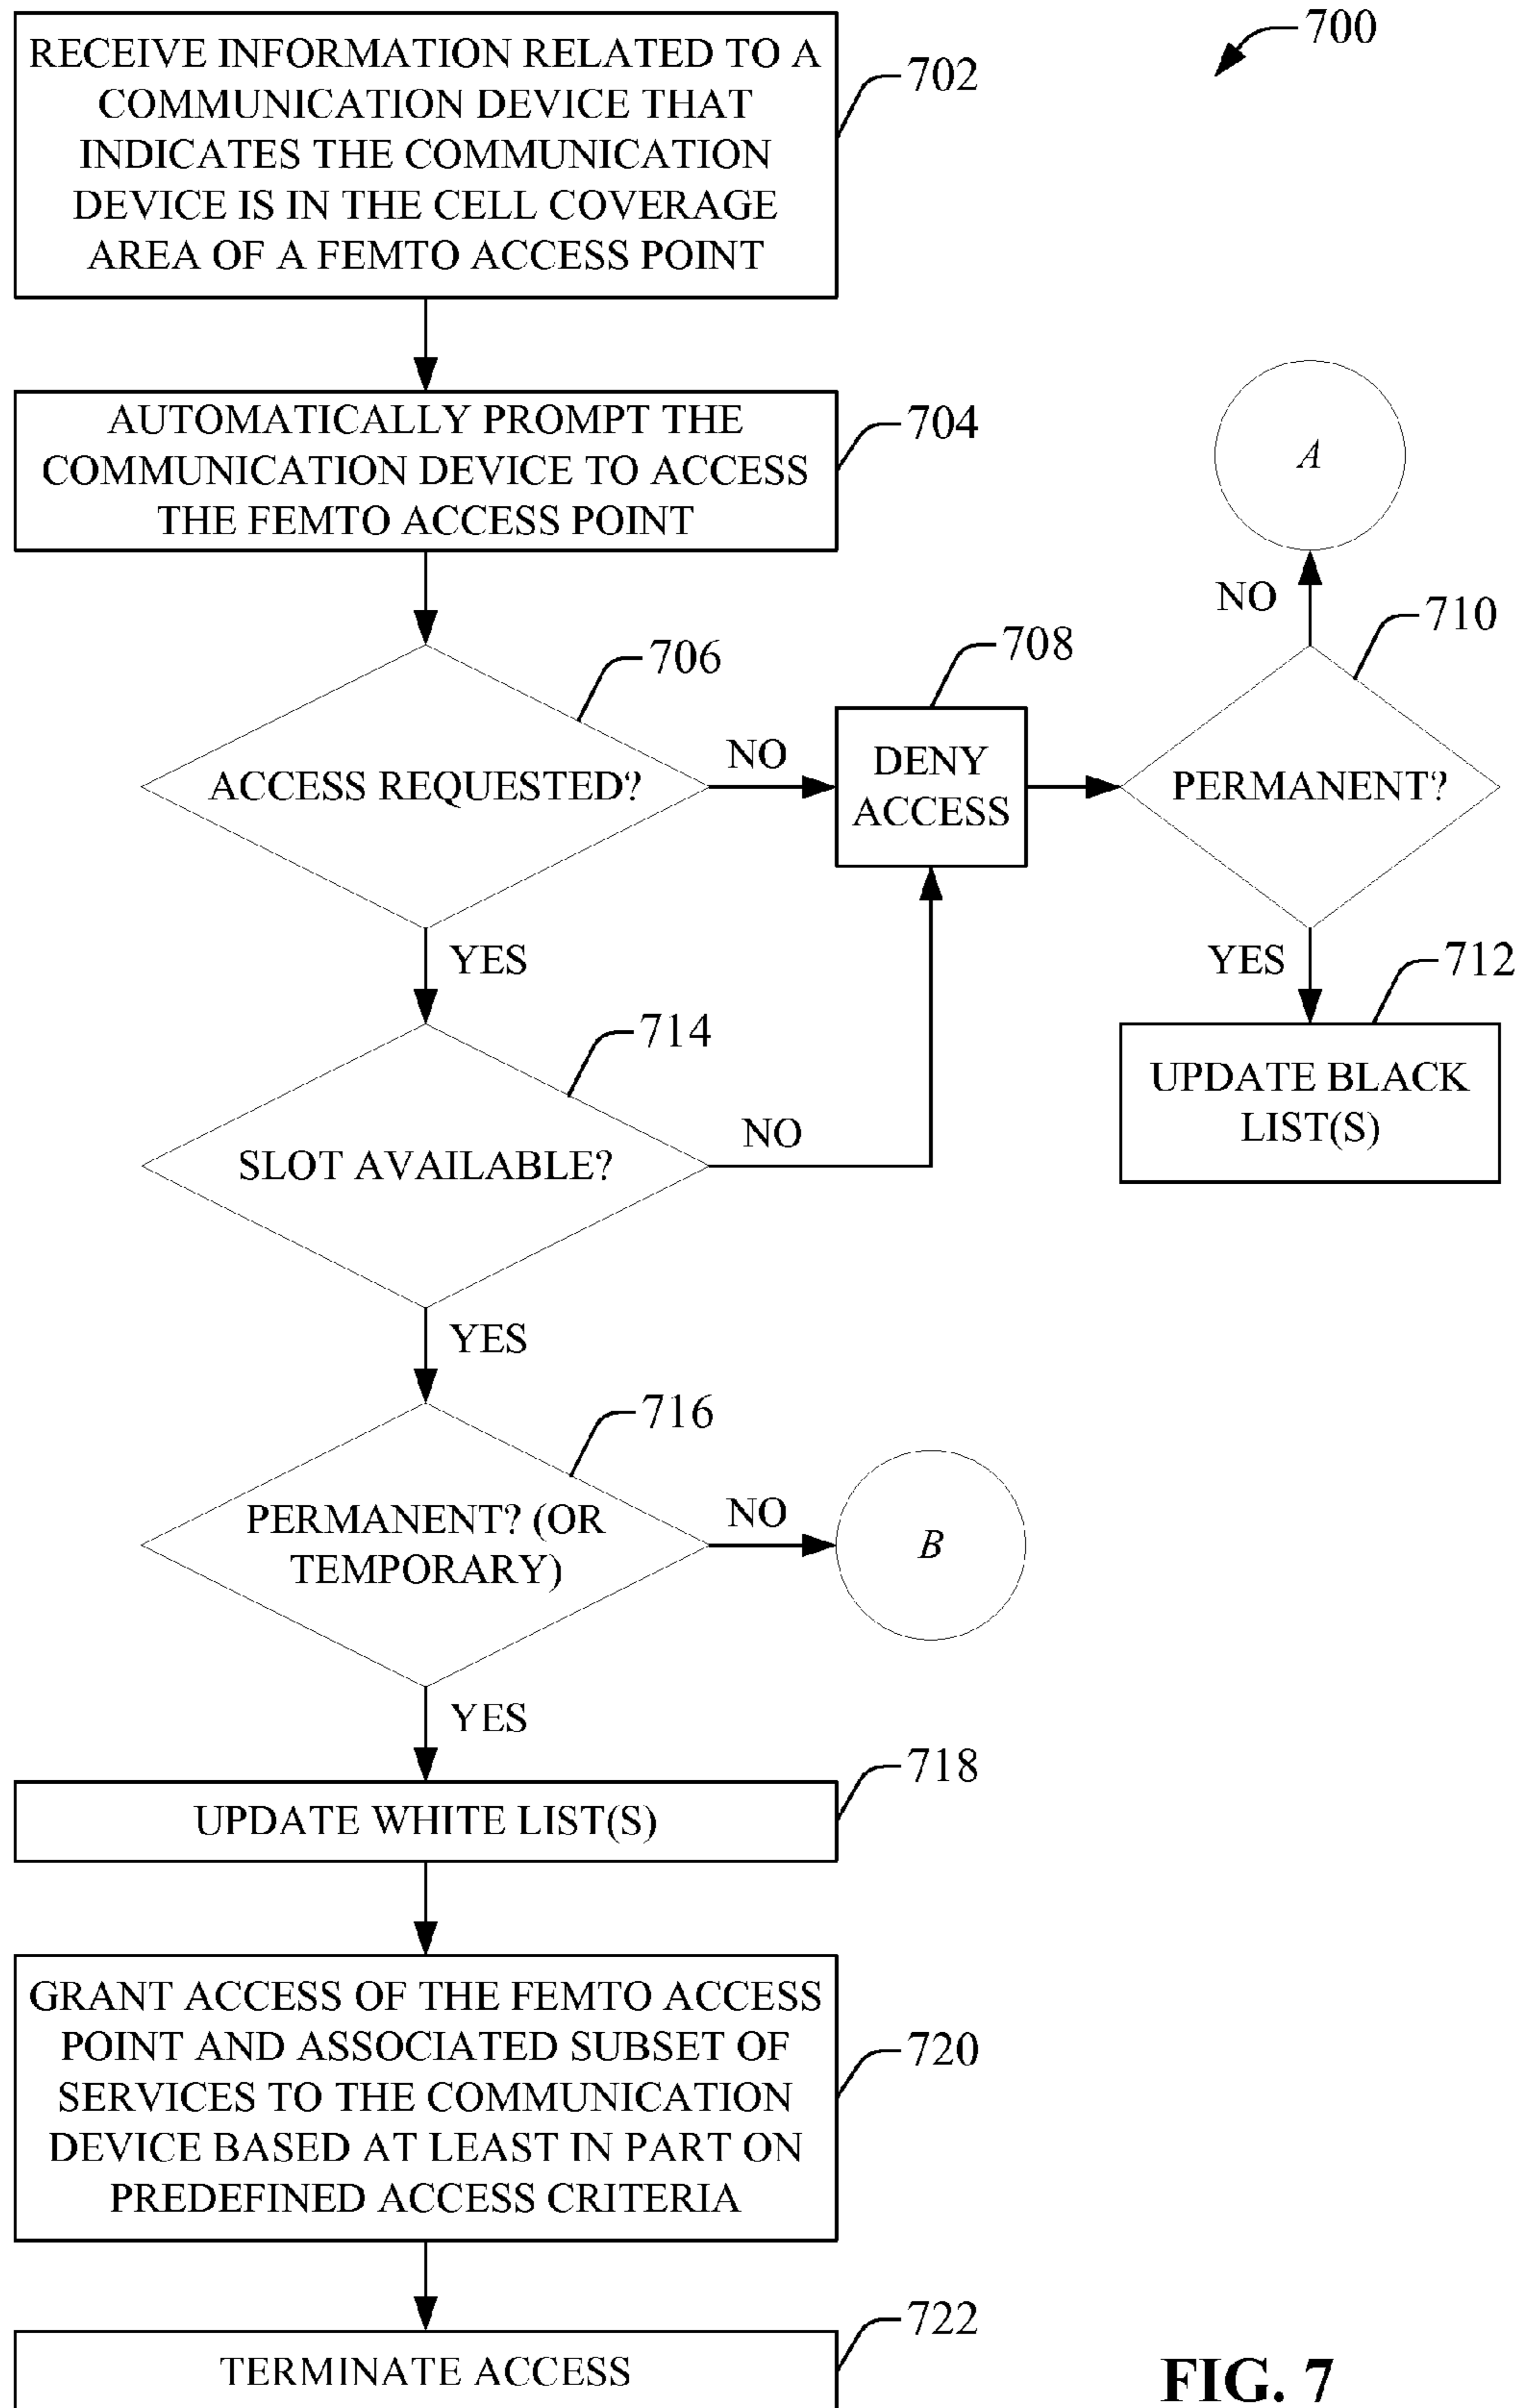 700
RECEIVE INFORMATION RELATED TO A
COMMUNICATION DEVICE THAT
INDICATES THE COMMUNICATION
DEVICE IS IN THE CELL COVERAGE
AREA OF A FEMTO ACCESS POINT
702
AUTOMATICALLY PROMPT THE
COMMUNICATION DEVICE TO ACCESS
THE FEMTO ACCESS POINT
704
ACCESS REQUESTED?
706
NO
DENY
ACCESS
708
PERMANENT?
710
NO
A
YES
UPDATE BLACK
LIST(S)
712
YES
SLOT AVAILABLE?
714
NO
YES
PERMANENT? (OR
TEMPORARY)
716
NO
B
YES
UPDATE WHITE LIST(S)
718
GRANT ACCESS OF THE FEMTO ACCESS
POINT AND ASSOCIATED SUBSET OF
SERVICES TO THE COMMUNICATION
DEVICE BASED AT LEAST IN PART ON
PREDEFINED ACCESS CRITERIA
720
TERMINATE ACCESS
722
FIG. 7